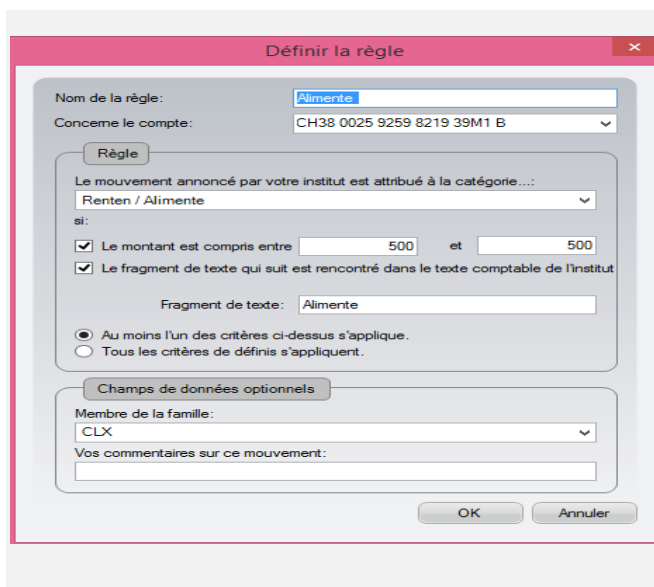 Définir la règle
Nom de la règle: Alimente
Concerne le compte: CH38 0025 9259 8219 39M1 B
Règle
Le mouvement annoncé par votre institut est attribué à la catégorie...:
Renten / Alimente
si:
Le montant est compris entre 500 et 500
Le fragment de texte qui suit est rencontré dans le texte comptable de l'institut
Fragment de texte: Alimente
Au moins l'un des critères ci-dessus s'applique.
Tous les critères de définis s'appliquent.
Champs de données optionnels
Membre de la famille:
CLX
Vos commentaires sur ce mouvement:
OK Annuler